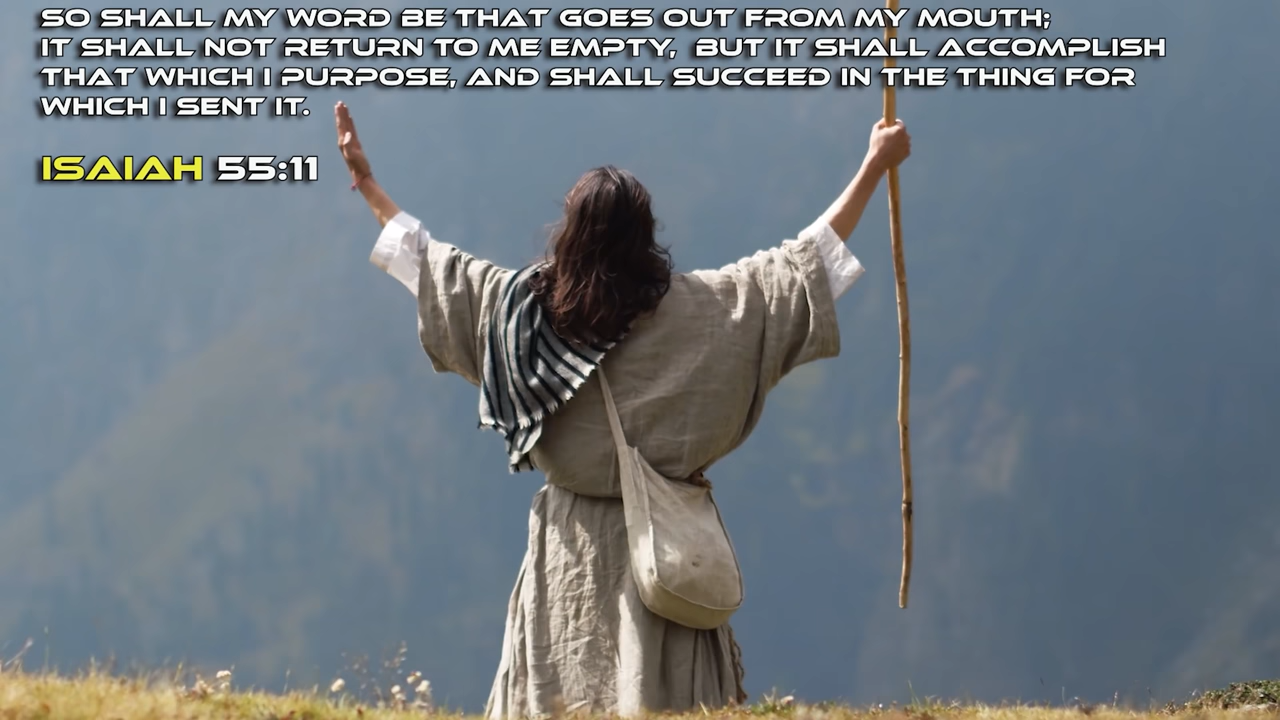 SO SHALL MY WORD BE THAT GOES OUT FROM MY MOUTH;
IT SHALL NOT RETURN TO ME EMPTY, BUT IT SHALL ACCOMPLISH
THAT WHICH I PURPOSE, AND SHALL SUCCEED IN THE THING FOR
WHICH I SENT IT.
ISAIAH 55:11